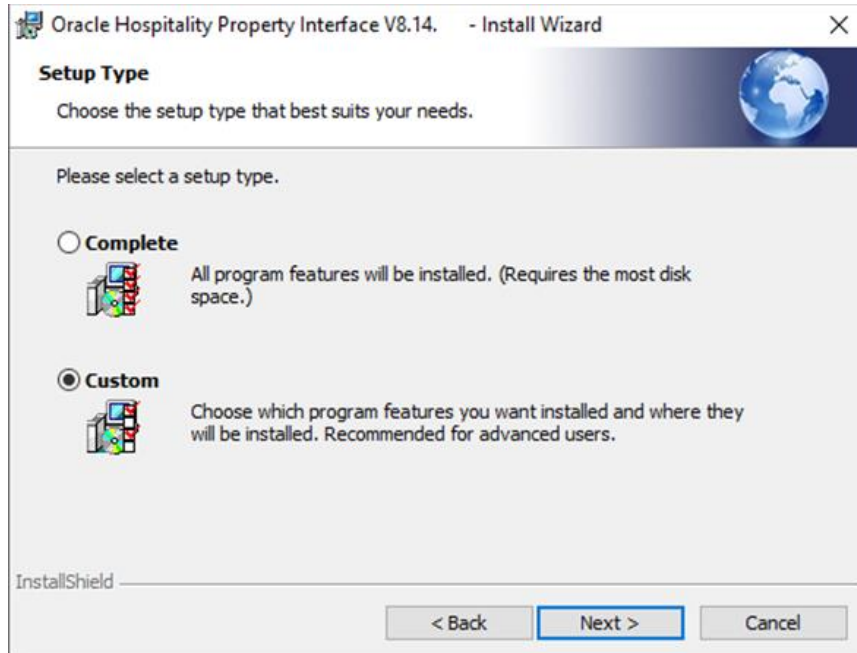 Oracle Hospitality Property Interface V8.14. - Install Wizard
Setup Type
Choose the setup type that best suits your needs.
Please select a setup type.
Complete
All program features will be installed. (Requires the most disk
space.)
Custom
Choose which program features you want installed and where they
will be installed. Recommended for advanced users.
InstallShield
< Back Next > Cancel